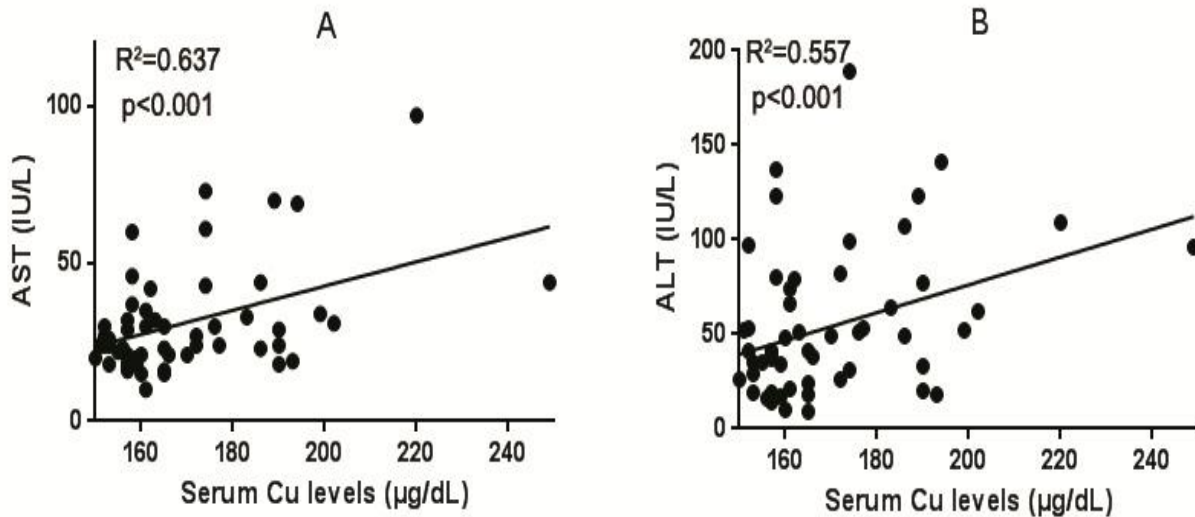 A
R²=0.637
p<0.001
AST (IU/L)
100
50
0
160 180 200 220 240
Serum Cu levels (µg/dL)
B
R²=0.557
p<0.001
ALT (IU/L)
200
150
100
50
0
160 180 200 220 240
Serum Cu levels (µg/dL)